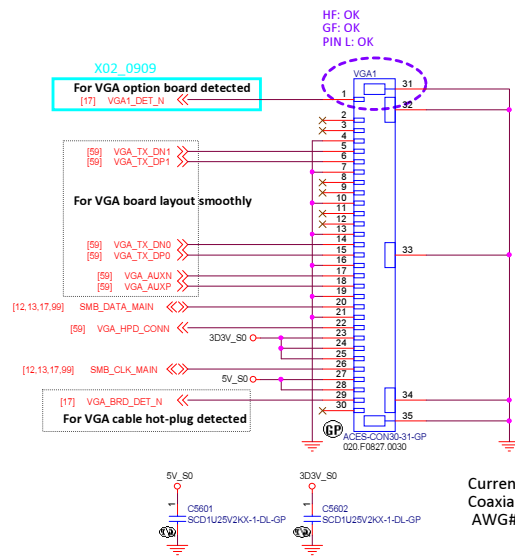 HF: OK
GF: OK
PIN L: OK
X02_0909
VGA1
For VGA option board detected
[17] VGA1_DET_N
1
31
32
2
3
4
[59] VGA_TX_DN1
5
[59] VGA_TX_DP1
6
7
8
9
For VGA board layout smoothly
10
11
12
13
[59] VGA_TX_DN0
14
[59] VGA_TX_DP0
15
33
16
[59] VGA_AUXN
17
[59] VGA_AUXP
18
19
[12,13,17,99] SMB_DATA_MAIN
20
21
[59] VGA_HPD_CONN
22
3D3V_S0
23
24
25
[12,13,17,99] SMB_CLK_MAIN
26
5V_S0
27
28
[17] VGA_BRD_DET_N
29
34
30
35
For VGA cable hot-plug detected
GP
ACES-CON30-31-GP
020.F0827.0030
5V_S0
3D3V_S0
1
C5601
SCD1U25V2KX-1-DL-GP
1
C5602
SCD1U25V2KX-1-DL-GP
Curren
Coaxia
AWG#